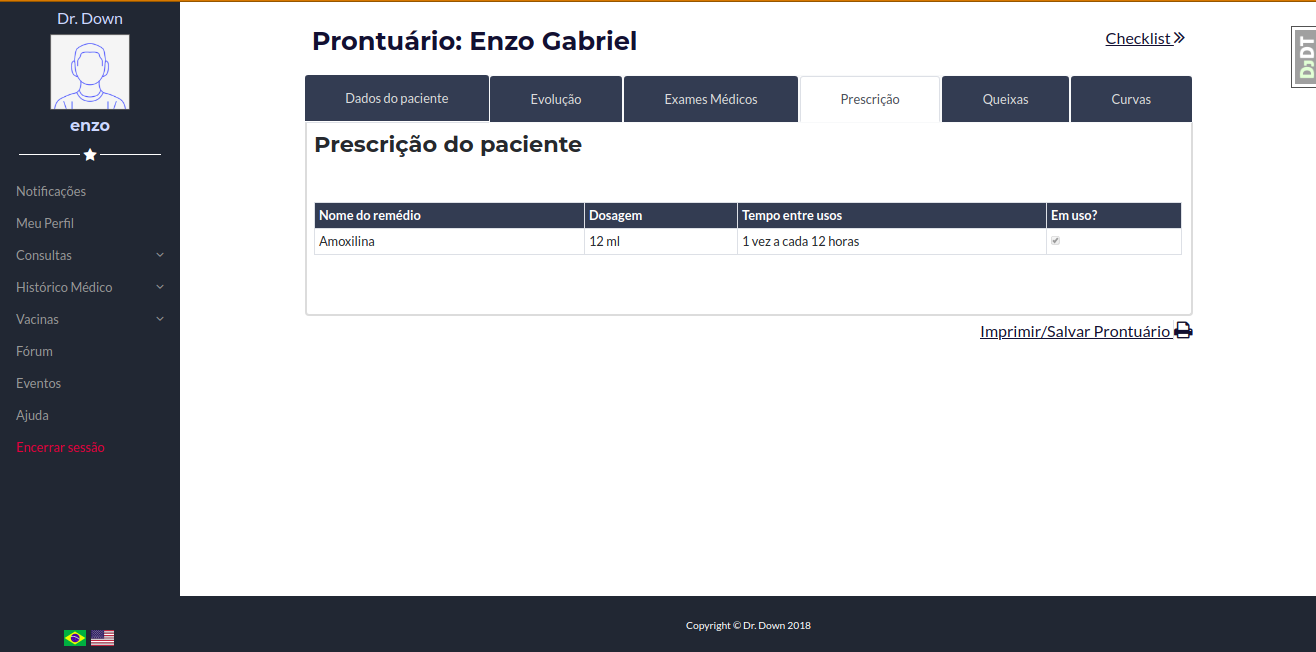 Dr. Down
enzo
Notificações
Meu Perfil
Consultas
Histórico Médico
Vacinas
Fórum
Eventos
Ajuda
Encerrar sessão
Prontuário: Enzo Gabriel
Checklist
Dados do paciente Evolução Exames Médicos Prescrição Queixas Curvas
Prescrição do paciente
Nome do remédio Dosagem Tempo entre usos Em uso?
Amoxilina 12 ml 1 vez a cada 12 horas
Imprimir/Salvar Prontuário
DJDT
Copyright © Dr. Down 2018